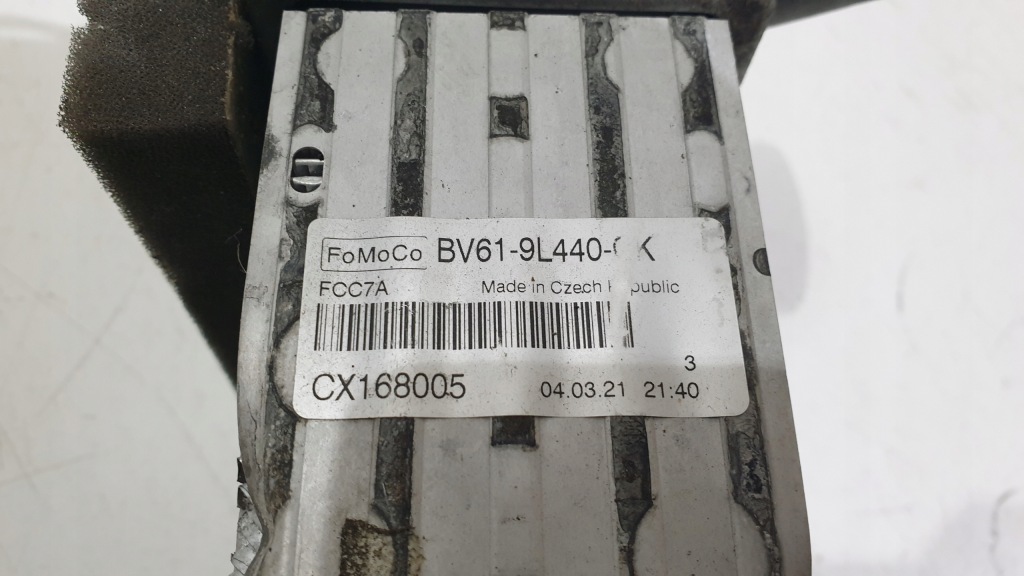 FoMoCo BV61-9L440-
FCC7A Made in Czech
CX168005 3
04.03.21 21:40